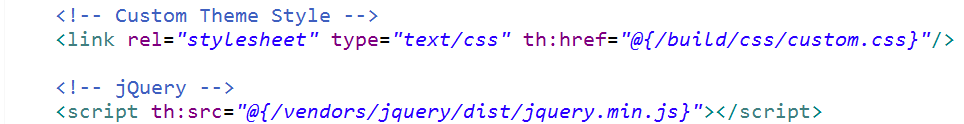 <!-- Custom Theme Style -->
<link rel="stylesheet" type="text/css" th:href="@{/build/css/custom.css}"/>
<!-- jQuery -->
<script th:src="@{/vendors/jquery/dist/jquery.min.js}"></script>